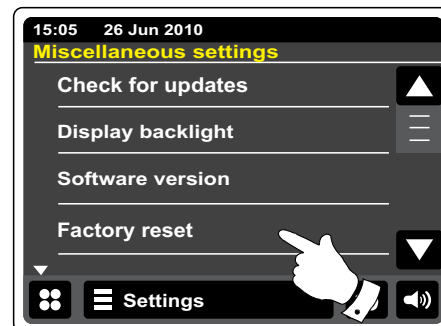 15:05 26 Jun 2010
Miscellaneous settings
Check for updates
Display backlight
Software version
Factory reset
Settings